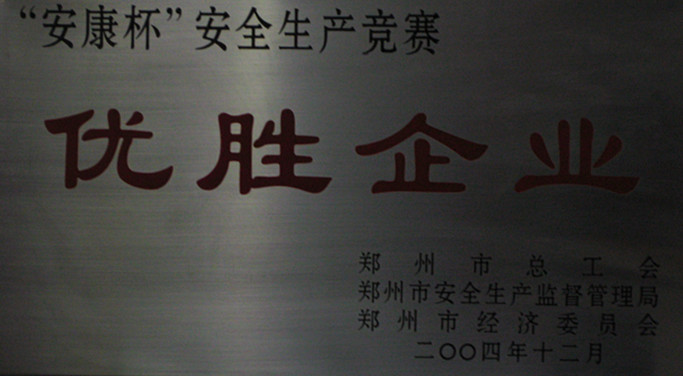 “安康杯”安全生产竞赛
优胜企业
郑州市总工会
郑州市安全生产监督管理局
郑州市经济委员会
二〇〇四年十二月